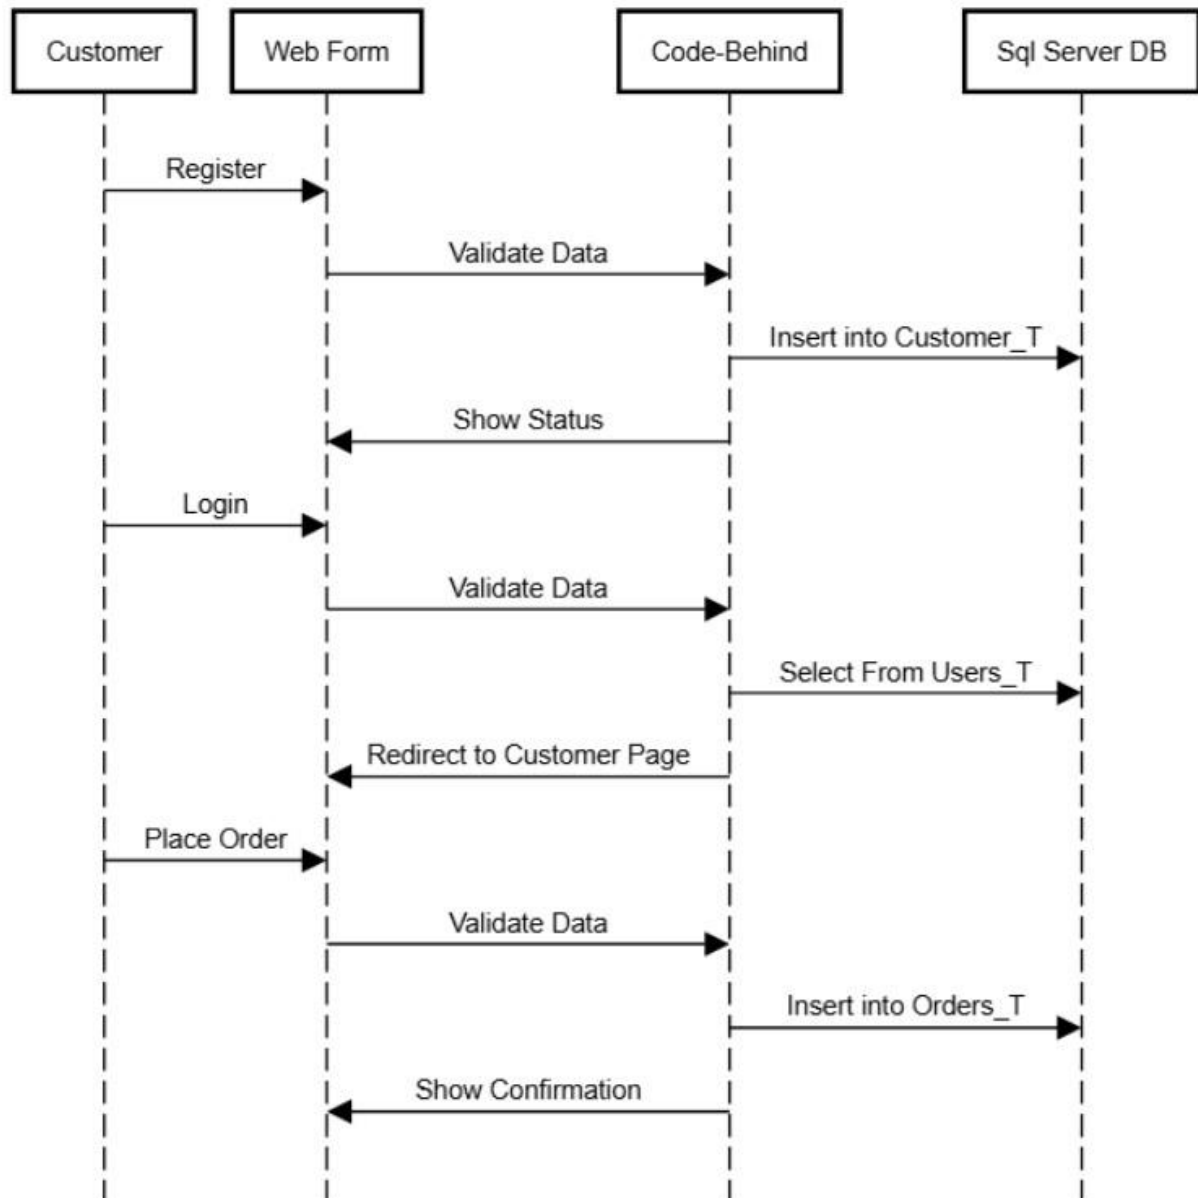 Customer
Web Form
Code-Behind
Sql Server DB
Register
Validate Data
Insert into Customer_T
Show Status
Login
Validate Data
Select From Users_T
Redirect to Customer Page
Place Order
Validate Data
Insert into Orders_T
Show Confirmation